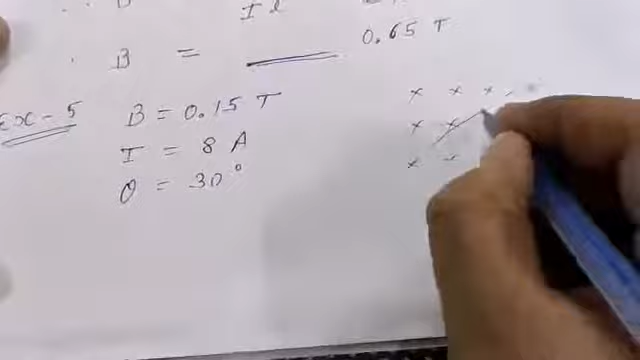 ∴ B I l
∴ B = 0.65 T
Ex-5 B = 0.15 T
I = 8 A
θ = 30°
× × × ×
× ×
× ×